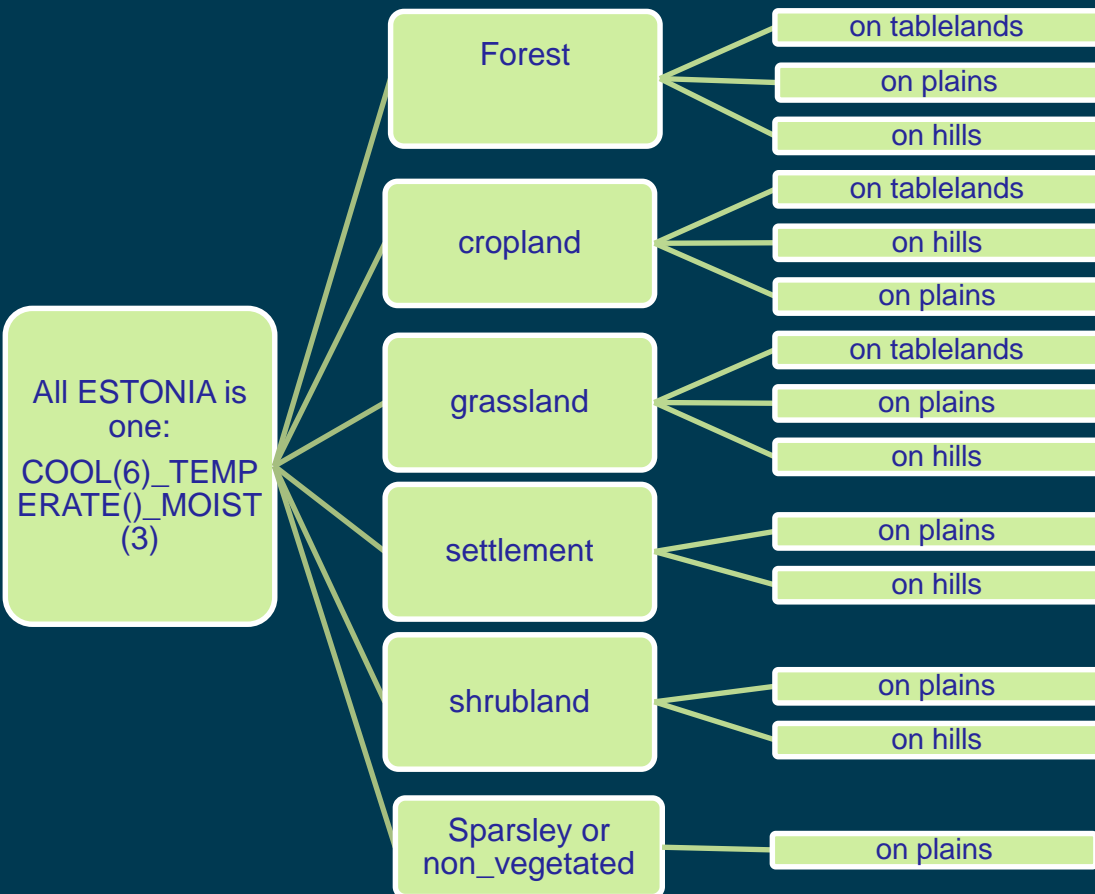 All ESTONIA is
one:
COOL(6)_TEMP
ERATE()_MOIST
(3)
Forest
on tablelands
on plains
on hills
cropland
on tablelands
on hills
on plains
grassland
on tablelands
on plains
on hills
settlement
on plains
on hills
shrubland
on plains
on hills
Sparsley or
non_vegetated
on plains